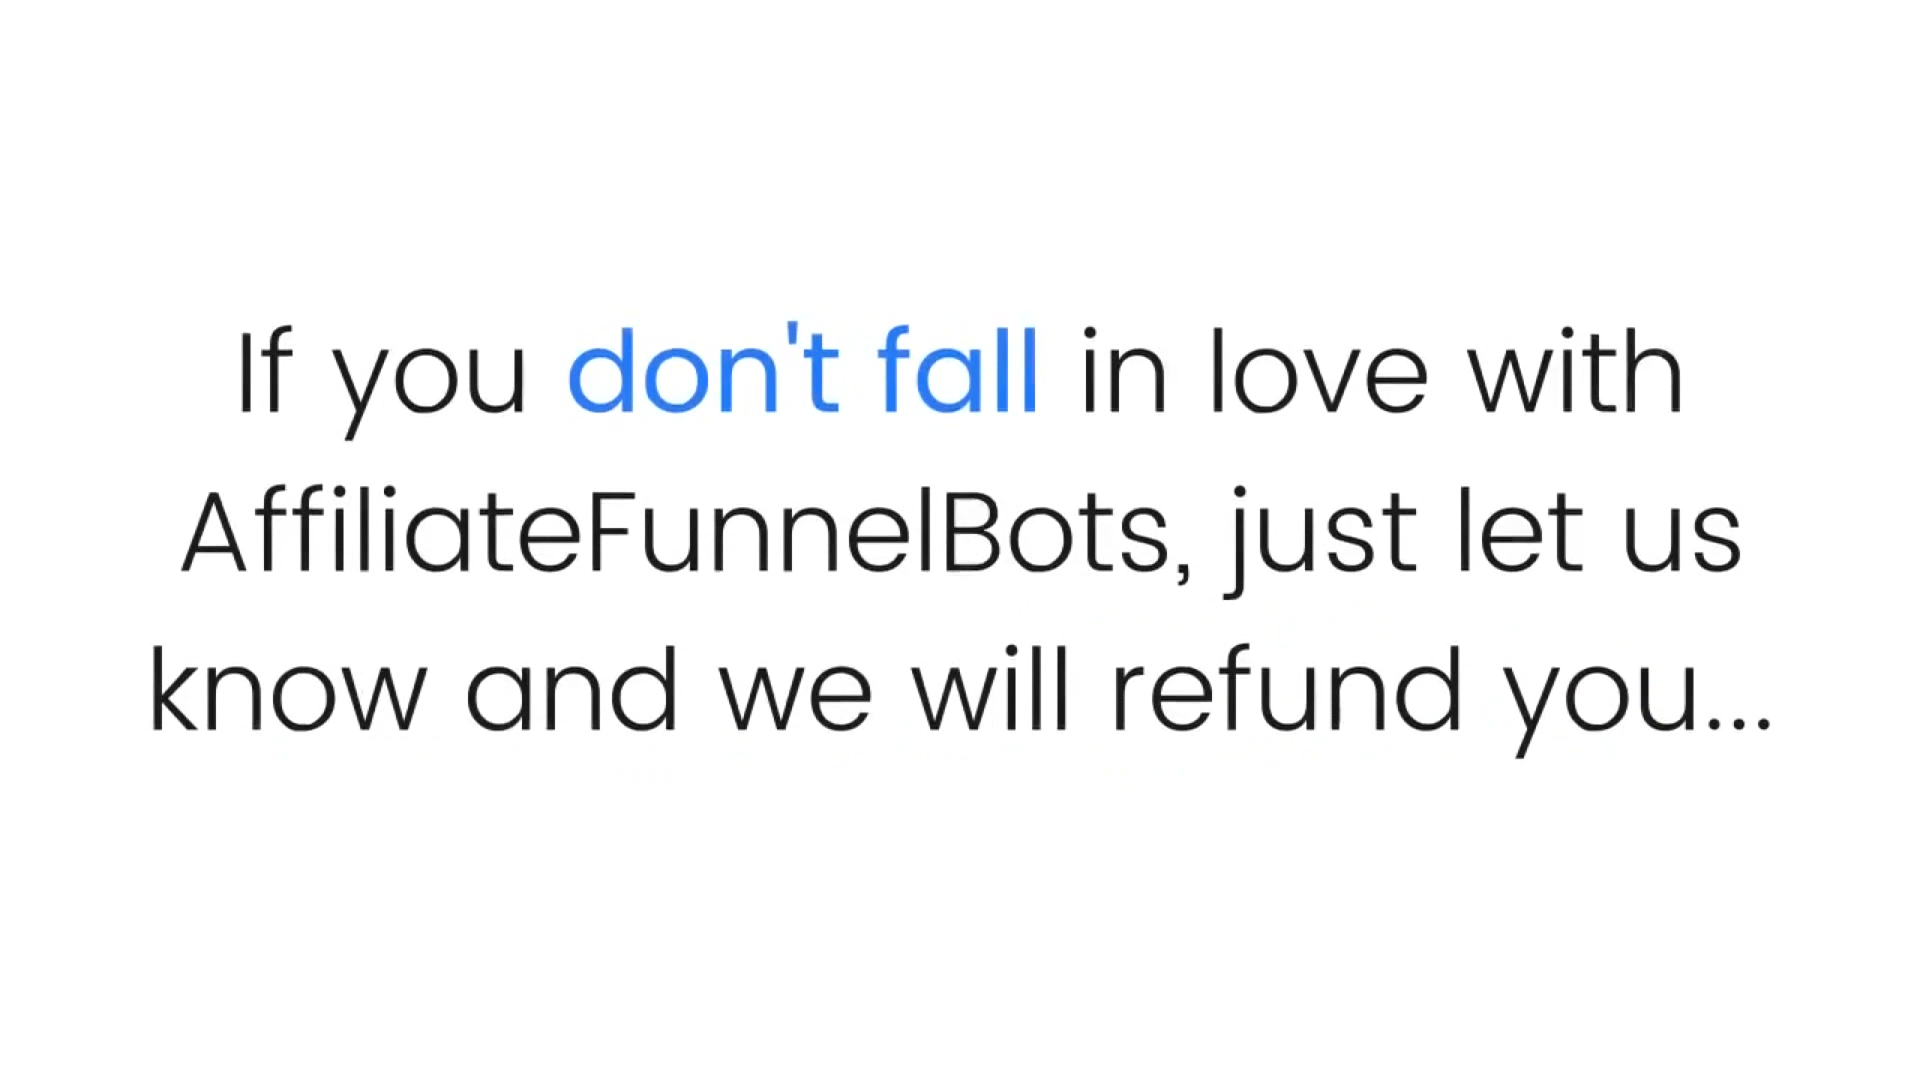 If you don't fall in love with
AffiliateFunnelBots, just let us
know and we will refund you...